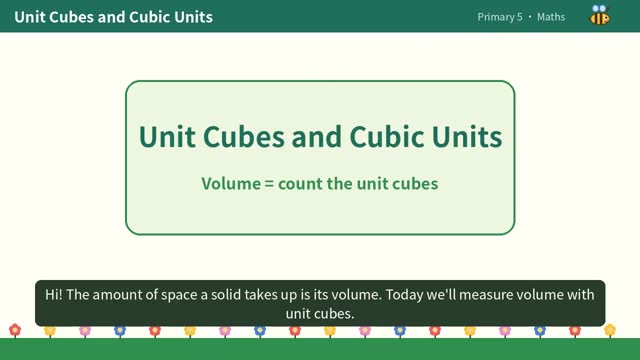 Unit Cubes and Cubic Units
Primary 5 • Maths
Unit Cubes and Cubic Units
Volume = count the unit cubes
Hi! The amount of space a solid takes up is its volume. Today we'll measure volume with
unit cubes.